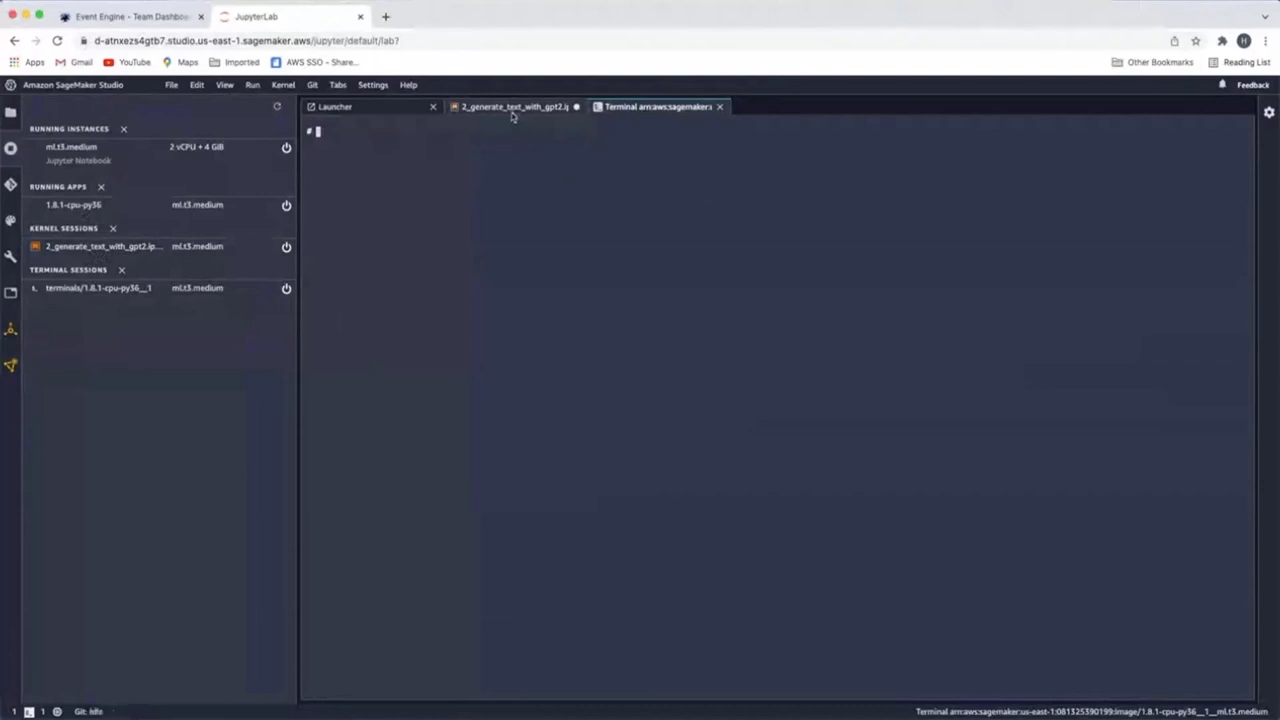 Event Engine - Team Dashboa
JupyterLab
d-atnxezs4gtb7.studio.us-east-1.sagemaker.aws/jupyter/default/lab?
Apps Gmail YouTube Maps Imported AWS SSO – Share... Other Bookmarks Reading List
Amazon SageMaker Studio File Edit View Run Kernel Git Tabs Settings Help Feedback
Launcher 2_generate_text_with_gpt2.ip Terminal arn:aws:sagemaker:u
RUNNING INSTANCES
ml.t3.medium 2 vCPU + 4 GiB
Jupyter Notebook
RUNNING APPS
1.8.1-cpu-py36 ml.t3.medium
KERNEL SESSIONS
2_generate_text_with_gpt2.ip... ml.t3.medium
TERMINAL SESSIONS
terminals/1.8.1-cpu-py36__1 ml.t3.medium
#
1 1 Git: idle
Terminal arn:aws:sagemaker:us-east-1:081325390199:image/1.8.1-cpu-py36__1__ml.t3.medium